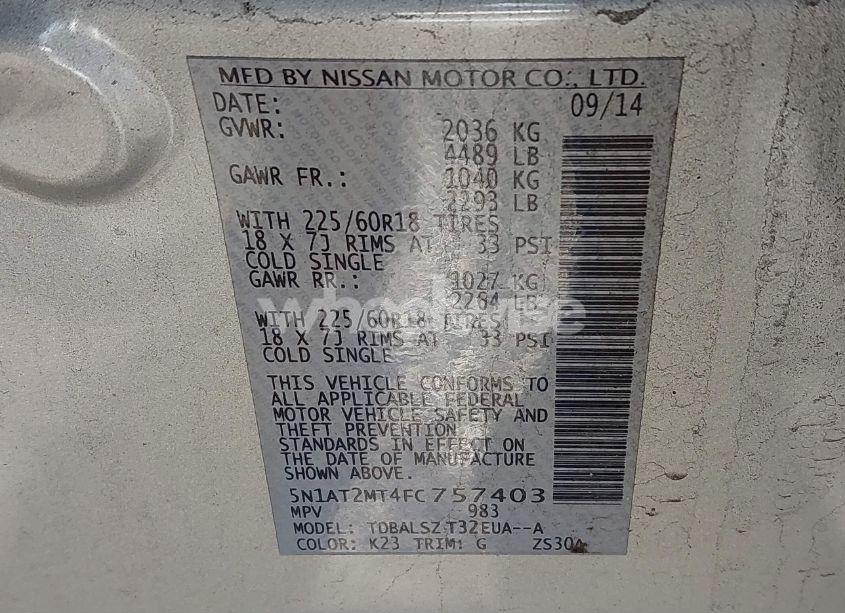 MFD BY NISSAN MOTOR CO., LTD.
DATE: 09/14
GVWR: 2036 KG
4489 LB
GAWR FR.: 1040 KG
2293 LB
WITH 225/60R18 TIRES
18 X 7J RIMS AT 33 PSI
COLD SINGLE
GAWR RR.: 1027 KG
2264 LB
WITH 225/60R18 TIRES
18 X 7J RIMS AT 33 PSI
COLD SINGLE
THIS VEHICLE CONFORMS TO
ALL APPLICABLE FEDERAL
MOTOR VEHICLE SAFETY AND
THEFT PREVENTION
STANDARDS IN EFFECT ON
THE DATE OF MANUFACTURE
SHOWN ABOVE.
5N1AT2MT4FC757403
MPV 983
MODEL: TDBALSZ T32EUA--A
COLOR: K23 TRIM: G ZS30A